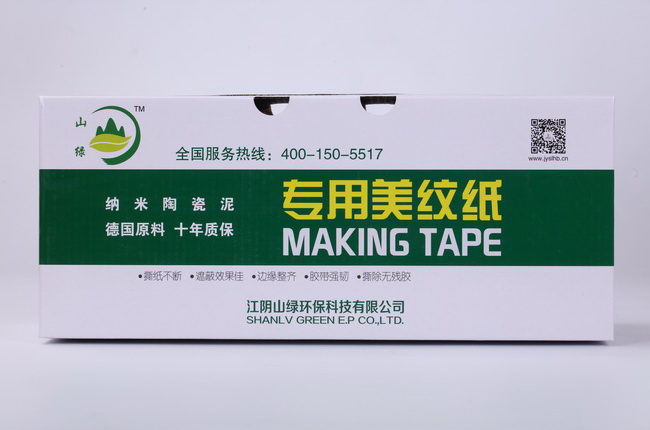 山绿
TM
全国服务热线：400-150-5517
www.jyslhb.cn
纳米陶瓷泥
德国原料 十年质保
专用美纹纸
MAKING TAPE
•撕纸不断 •遮蔽效果佳 •边缘整齐 •胶带强韧 •撕除无残胶
江阴山绿环保科技有限公司
SHANLV GREEN E.P CO.,LTD.